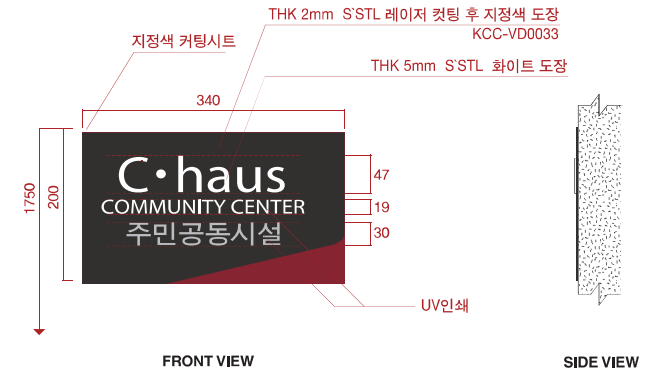 THK 2mm S'STL 레이저 컷팅 후 지정색 도장
KCC-VD0033
지정색 커팅시트
THK 5mm S'STL 화이트 도장
340
C·haus
COMMUNITY CENTER
주민공동시설
47
19
30
1750
200
UV인쇄
FRONT VIEW
SIDE VIEW